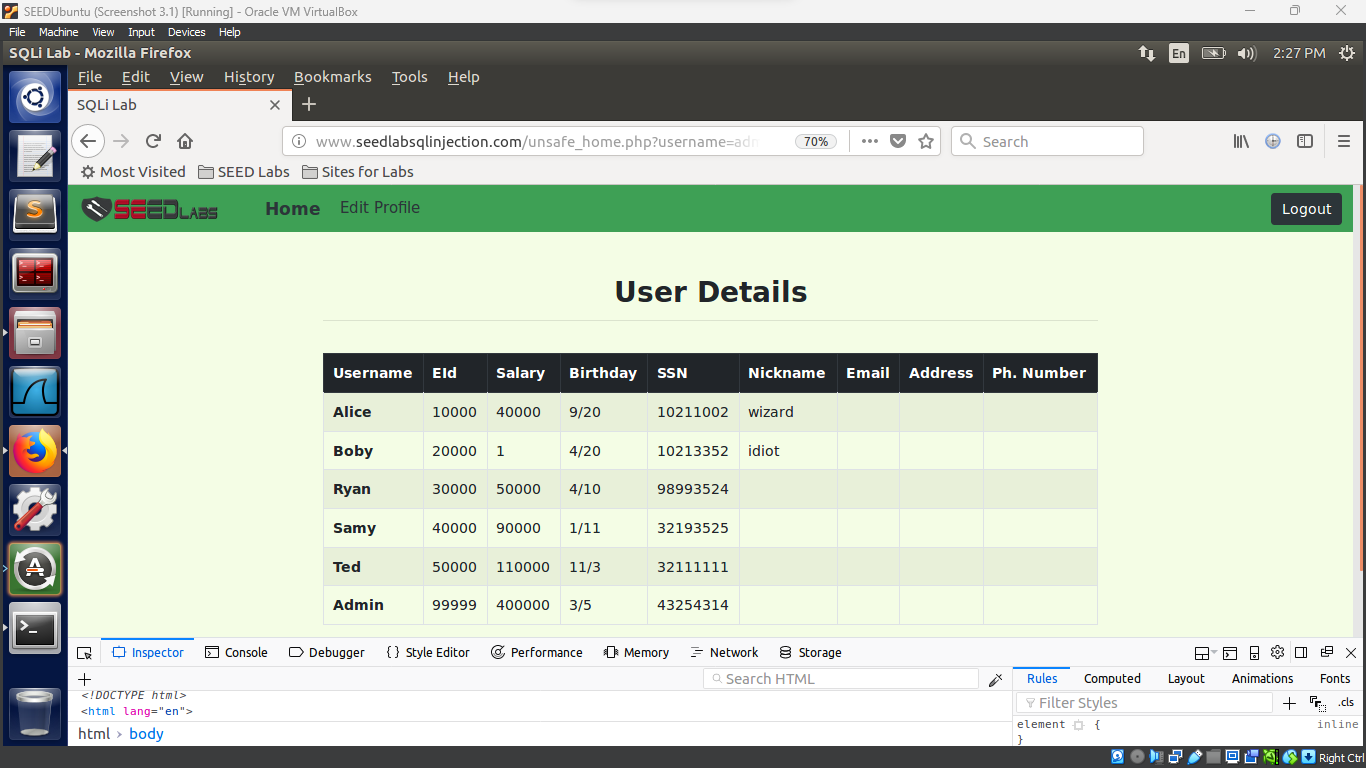 SEEDUbuntu (Screenshot 3.1) [Running] - Oracle VM VirtualBox
File Machine View Input Devices Help
SQLi Lab - Mozilla Firefox En 2:27 PM
File Edit View History Bookmarks Tools Help
SQLi Lab
www.seedlabsqlinjection.com/unsafe_home.php?username=adm 70% Search
Most Visited SEED Labs Sites for Labs
SEEDLABS Home Edit Profile Logout
User Details
Username EId Salary Birthday SSN Nickname Email Address Ph. Number
Alice 10000 40000 9/20 10211002 wizard
Boby 20000 1 4/20 10213352 idiot
Ryan 30000 50000 4/10 98993524
Samy 40000 90000 1/11 32193525
Ted 50000 110000 11/3 32111111
Admin 99999 400000 3/5 43254314
Inspector Console Debugger {} Style Editor Performance Memory Network Storage
+ Search HTML Rules Computed Layout Animations Fonts
<!DOCTYPE html> Filter Styles + .cls
<html lang="en"> element { inline
html › body }
Right Ctrl